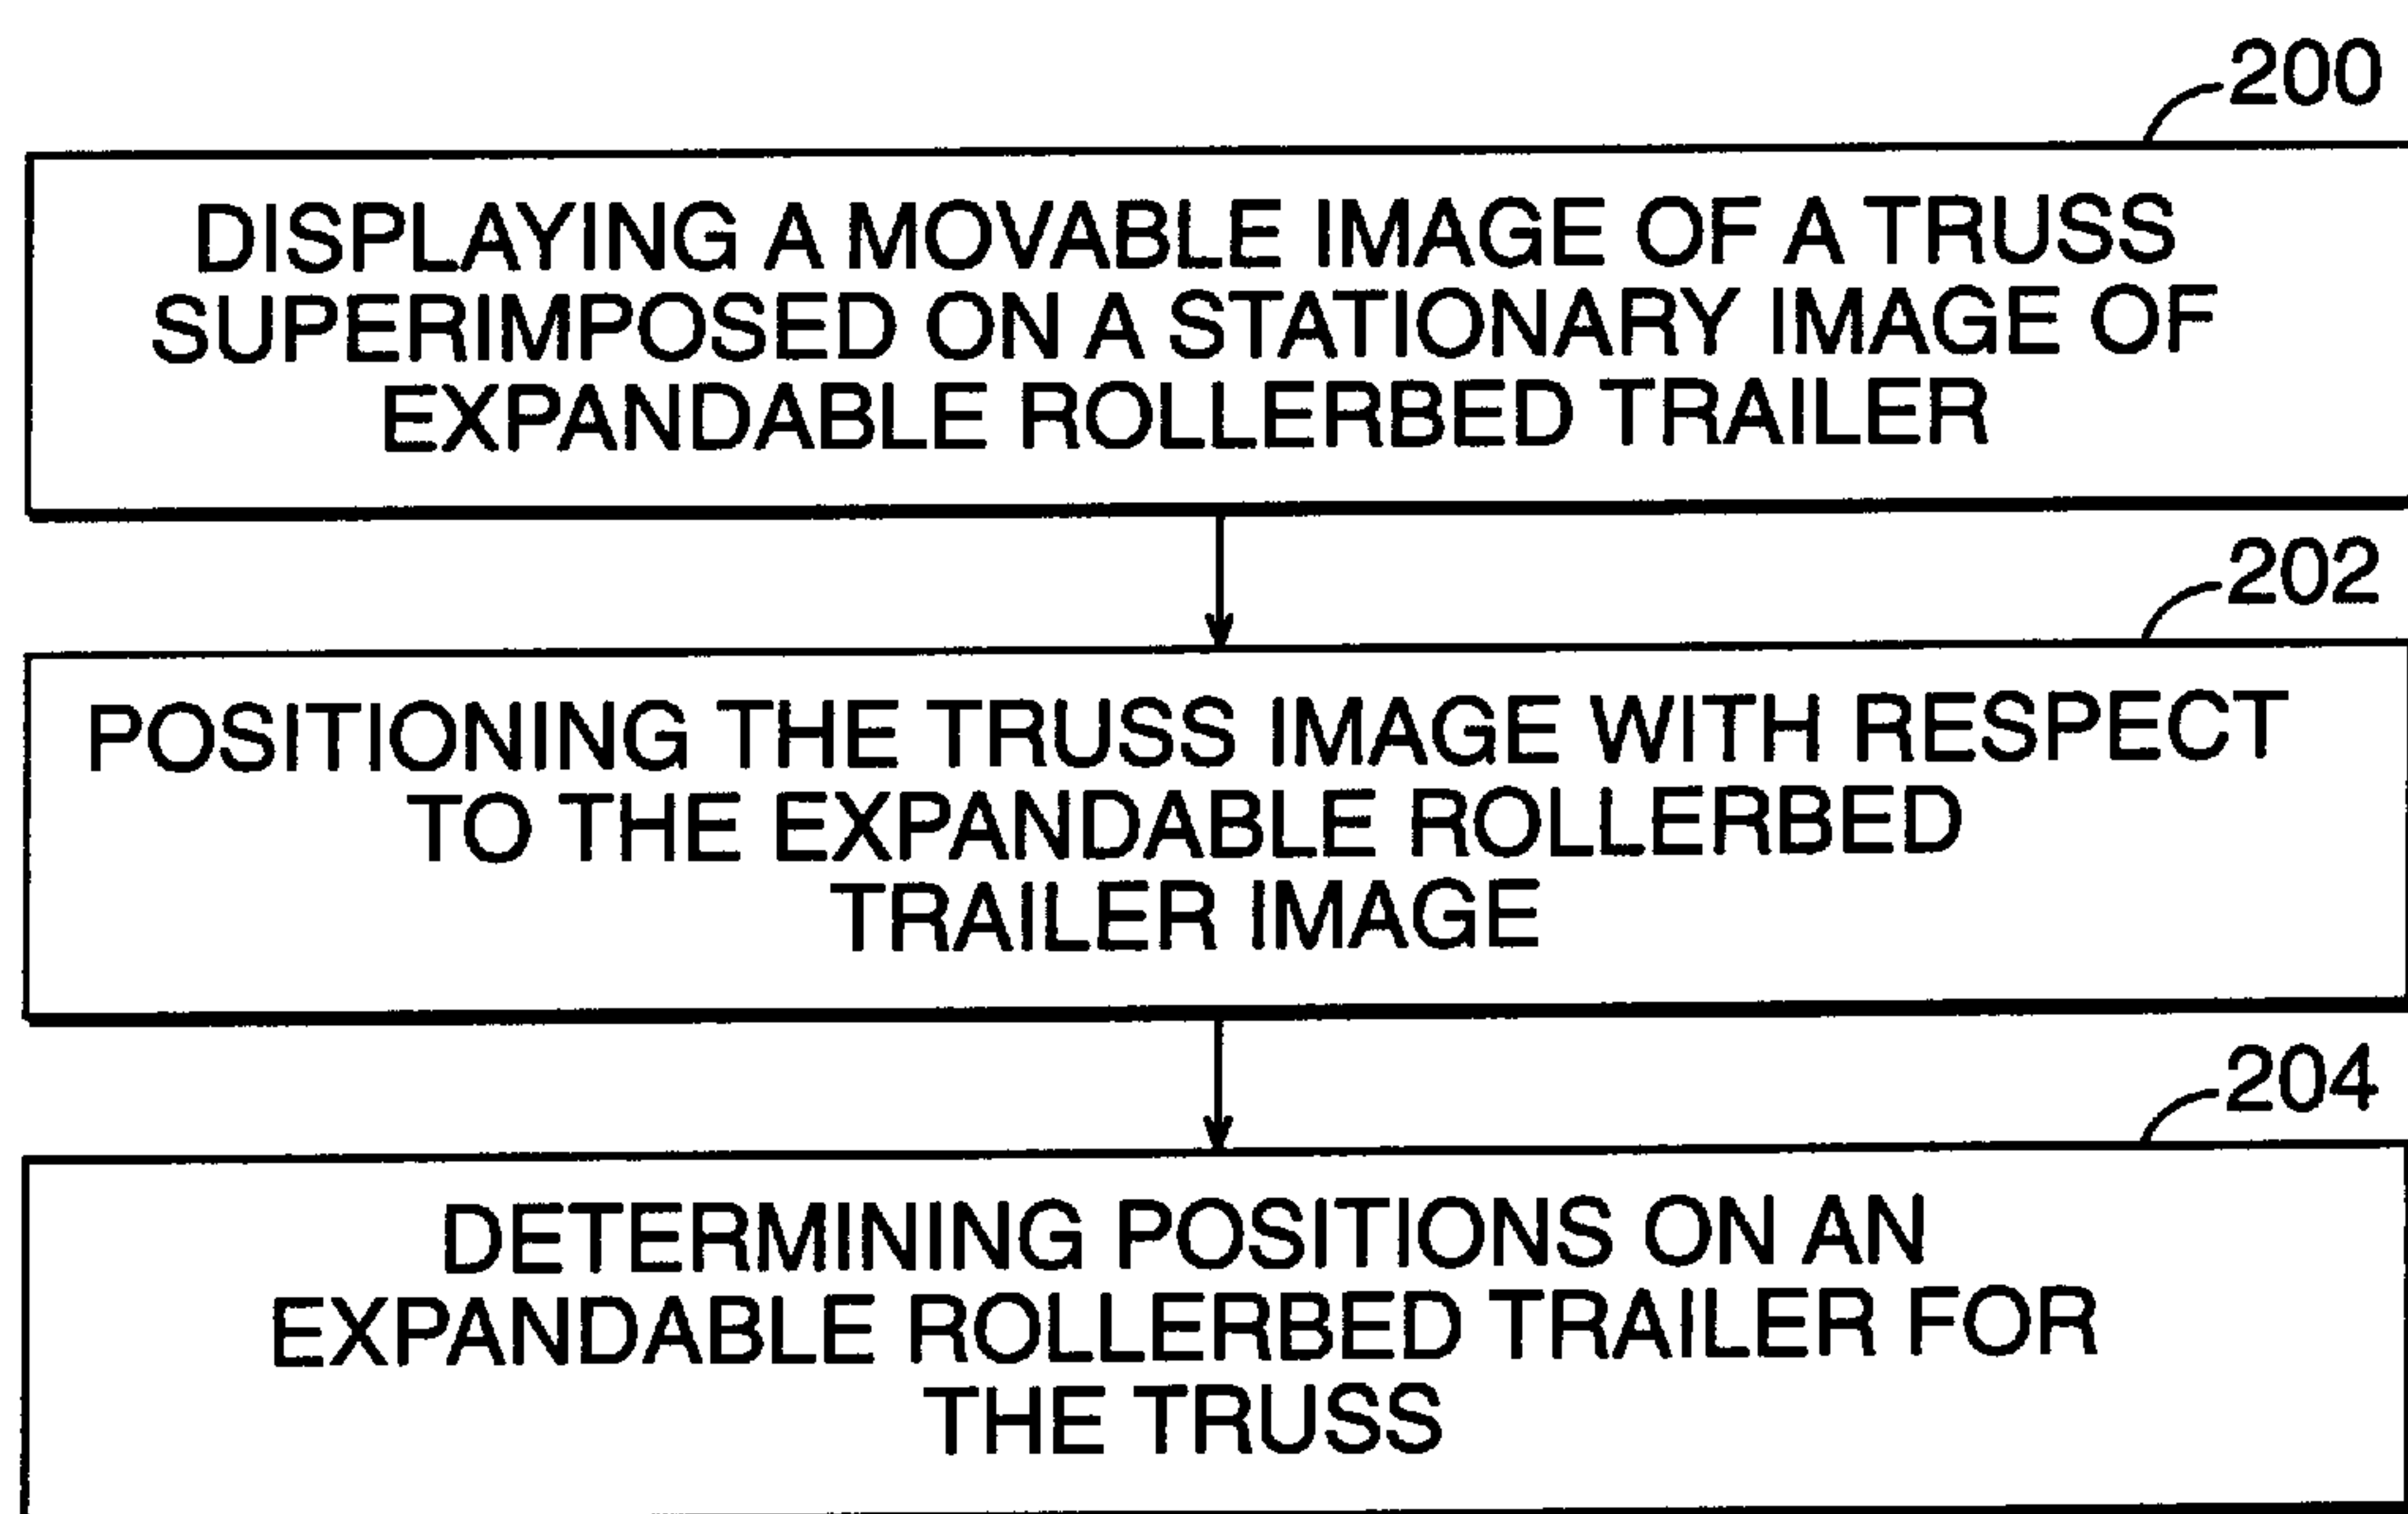 200
DISPLAYING A MOVABLE IMAGE OF A TRUSS
SUPERIMPOSED ON A STATIONARY IMAGE OF
EXPANDABLE ROLLERBED TRAILER
202
POSITIONING THE TRUSS IMAGE WITH RESPECT
TO THE EXPANDABLE ROLLERBED
TRAILER IMAGE
204
DETERMINING POSITIONS ON AN
EXPANDABLE ROLLERBED TRAILER FOR
THE TRUSS